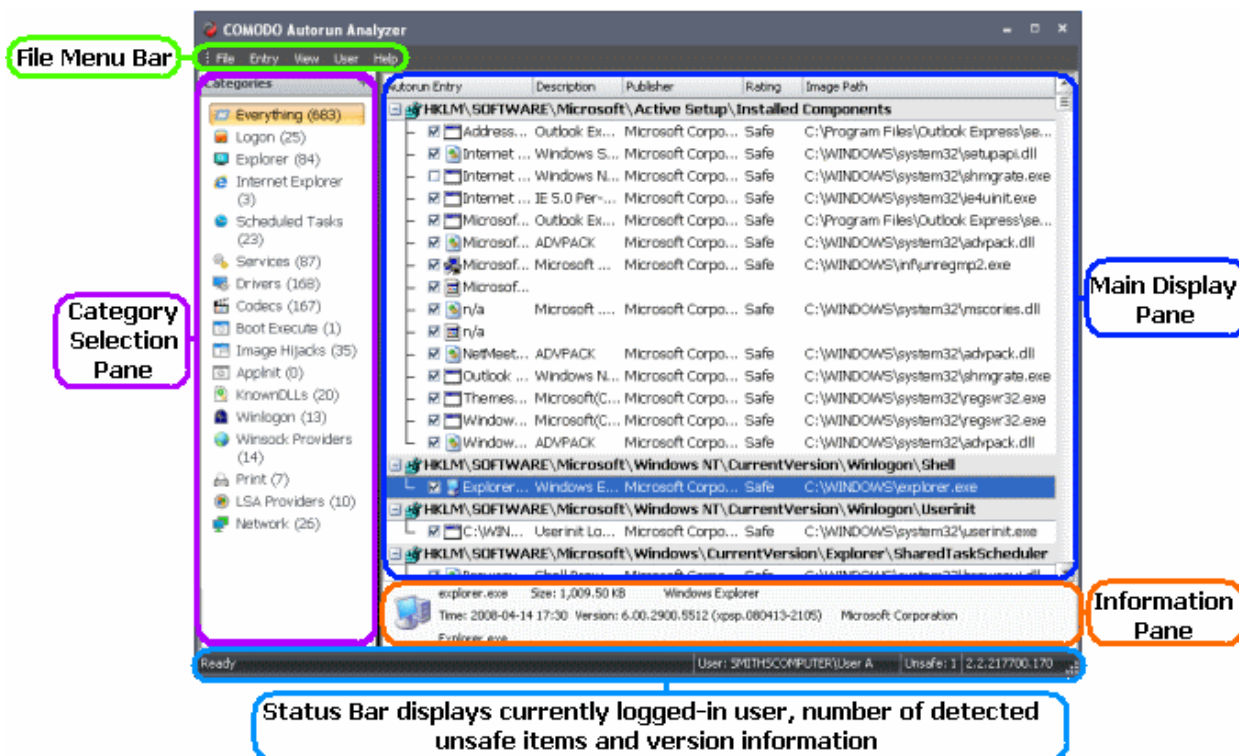 COMODO Autorun Analyzer
File Menu Bar
File Entry View User Help
Categories
Everything (683)
Logon (25)
Explorer (84)
Internet Explorer
(3)
Scheduled Tasks
(23)
Services (87)
Drivers (168)
Codecs (167)
Boot Execute (1)
Image Hijacks (35)
AppInit (0)
KnownDLLs (20)
Winlogon (13)
Winsock Providers
(14)
Print (7)
LSA Providers (10)
Network (26)
Category
Selection
Pane
Autorun Entry Description Publisher Rating Image Path
HKLM\SOFTWARE\Microsoft\Active Setup\Installed Components
Address... Outlook Ex... Microsoft Corpo... Safe C:\Program Files\Outlook Express\se...
Internet ... Windows S... Microsoft Corpo... Safe C:\WINDOWS\system32\setupapi.dll
Internet ... Windows N... Microsoft Corpo... Safe C:\WINDOWS\system32\shmgrate.exe
Internet ... IE 5.0 Per-... Microsoft Corpo... Safe C:\WINDOWS\system32\ie4uinit.exe
Microsof... Outlook Ex... Microsoft Corpo... Safe C:\Program Files\Outlook Express\se...
Microsof... ADVPACK Microsoft Corpo... Safe C:\WINDOWS\system32\advpack.dll
Microsof... Microsoft ... Microsoft Corpo... Safe C:\WINDOWS\inf\unregmp2.exe
Microsof...
n/a Microsoft .... Microsoft Corpo... Safe C:\WINDOWS\system32\mscories.dll
n/a
NetMeet... ADVPACK Microsoft Corpo... Safe C:\WINDOWS\system32\advpack.dll
Outlook ... Windows N... Microsoft Corpo... Safe C:\WINDOWS\system32\shmgrate.exe
Themes... Microsoft(C... Microsoft Corpo... Safe C:\WINDOWS\system32\regsvr32.exe
Window... Microsoft(C... Microsoft Corpo... Safe C:\WINDOWS\system32\regsvr32.exe
Window... ADVPACK Microsoft Corpo... Safe C:\WINDOWS\system32\advpack.dll
HKLM\SOFTWARE\Microsoft\Windows NT\CurrentVersion\Winlogon\Shell
Explorer... Windows E... Microsoft Corpo... Safe C:\WINDOWS\explorer.exe
HKLM\SOFTWARE\Microsoft\Windows NT\CurrentVersion\Winlogon\Userinit
C:\WIN... Userinit Lo... Microsoft Corpo... Safe C:\WINDOWS\system32\userinit.exe
HKLM\SOFTWARE\Microsoft\Windows\CurrentVersion\Explorer\SharedTaskScheduler
Main Display
Pane
explorer.exe Size: 1,009.50 KB Windows Explorer
Time: 2008-04-14 17:30 Version: 6.00.2900.5512 (xpsp.080413-2105) Microsoft Corporation
Explorer.exe
Information
Pane
Ready User: SMITHSCOMPUTER\User A Unsafe: 1 2.2.217700.170
Status Bar displays currently logged-in user, number of detected
unsafe items and version information